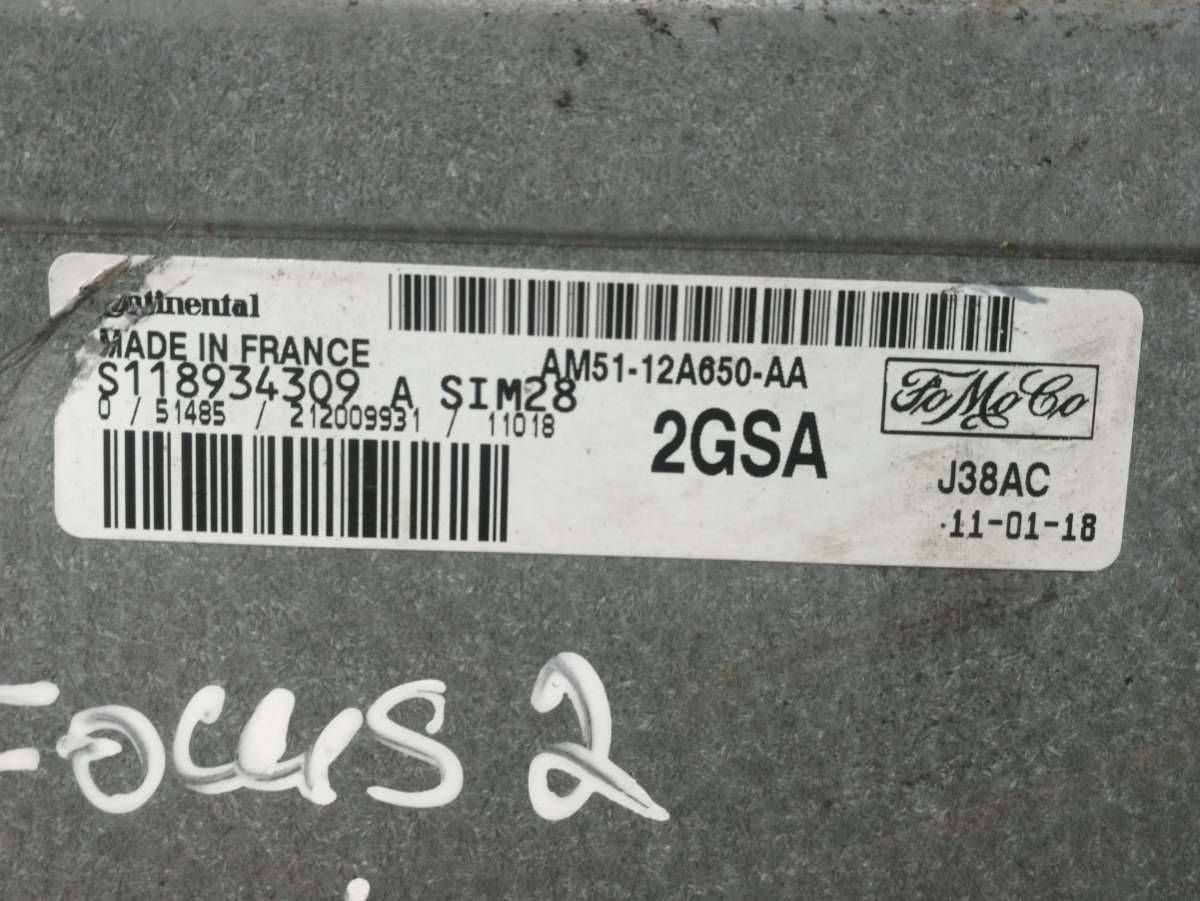 Continental
MADE IN FRANCE
S118934309 A SIM28
0 / 51485 / 212009931 / 11018
AM51-12A650-AA
2GSA
FoMoCo
J38AC
11-01-18
Focus 2